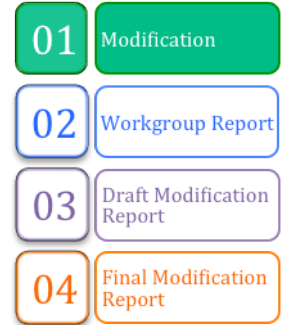 01
Modification
02
Workgroup Report
03
Draft Modification
Report
04
Final Modification
Report